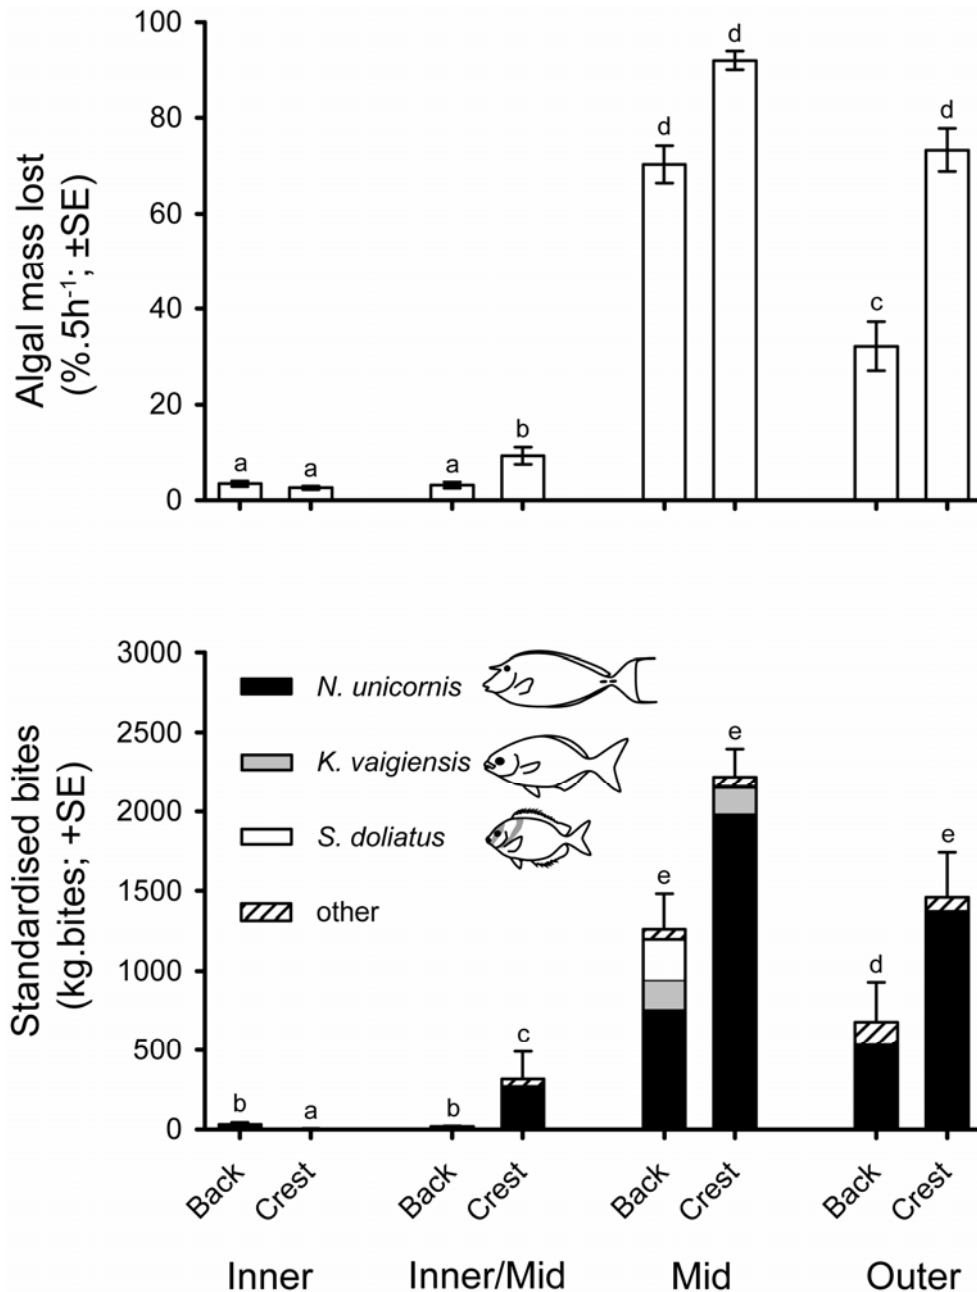 Algal mass lost
(%.5h⁻¹; ±SE)
100
80
60
40
20
0
a
a
a
b
d
d
c
d
Standardised bites
(kg.bites; +SE)
3000
2500
2000
1500
1000
500
0
N. unicornis
K. vaigiensis
S. doliatus
other
b
a
b
c
e
e
d
e
Back Crest Back Crest Back Crest Back Crest
Inner Inner/Mid Mid Outer